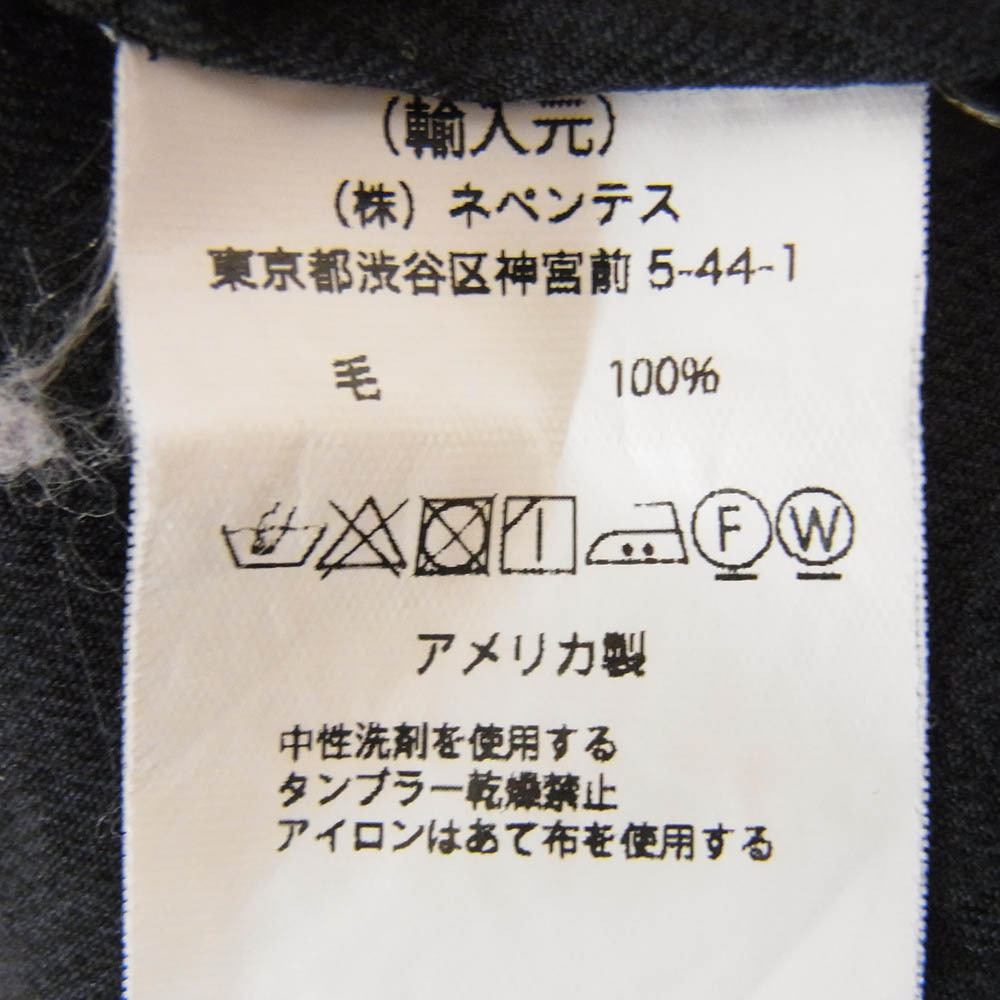 (輸入元)
(株) ネペンテス
東京都渋谷区神宮前 5-44-1
毛 100%
F W
アメリカ製
中性洗剤を使用する
タンブラー乾燥禁止
アイロンはあて布を使用する